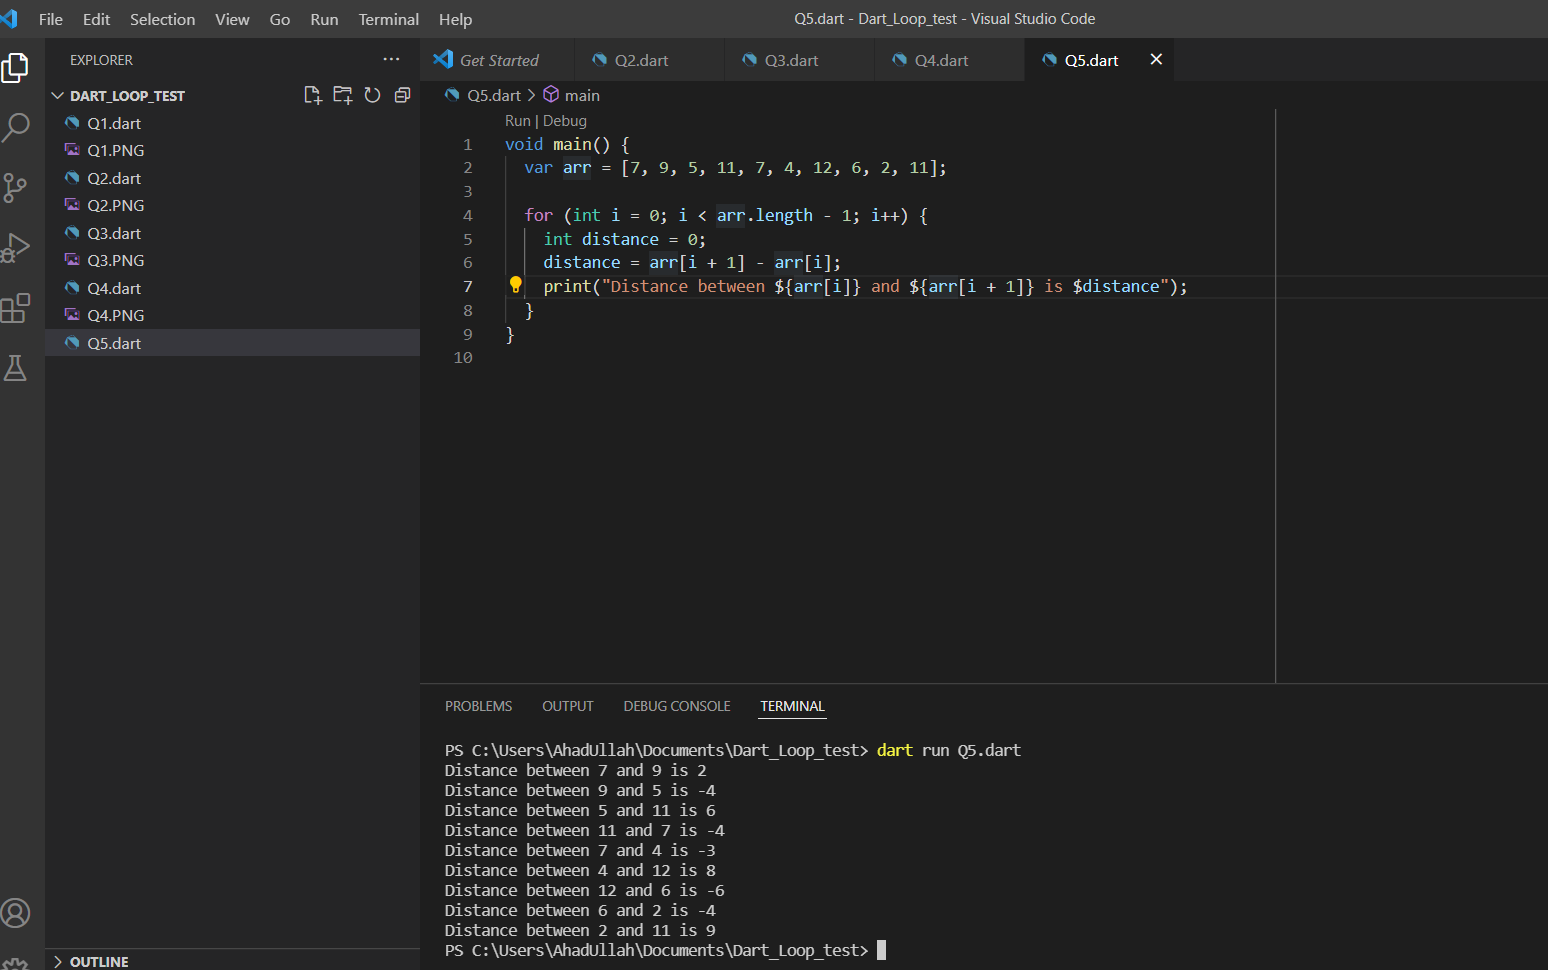 File Edit Selection View Go Run Terminal Help
Q5.dart - Dart_Loop_test - Visual Studio Code
EXPLORER ···
DART_LOOP_TEST
Q1.dart
Q1.PNG
Q2.dart
Q2.PNG
Q3.dart
Q3.PNG
Q4.dart
Q4.PNG
Q5.dart
OUTLINE
Get Started Q2.dart Q3.dart Q4.dart Q5.dart
Q5.dart > main
Run | Debug
1 void main() {
2 var arr = [7, 9, 5, 11, 7, 4, 12, 6, 2, 11];
3
4 for (int i = 0; i < arr.length - 1; i++) {
5 int distance = 0;
6 distance = arr[i + 1] - arr[i];
7 print("Distance between ${arr[i]} and ${arr[i + 1]} is $distance");
8 }
9 }
10
PROBLEMS OUTPUT DEBUG CONSOLE TERMINAL
PS C:\Users\AhadUllah\Documents\Dart_Loop_test> dart run Q5.dart
Distance between 7 and 9 is 2
Distance between 9 and 5 is -4
Distance between 5 and 11 is 6
Distance between 11 and 7 is -4
Distance between 7 and 4 is -3
Distance between 4 and 12 is 8
Distance between 12 and 6 is -6
Distance between 6 and 2 is -4
Distance between 2 and 11 is 9
PS C:\Users\AhadUllah\Documents\Dart_Loop_test>